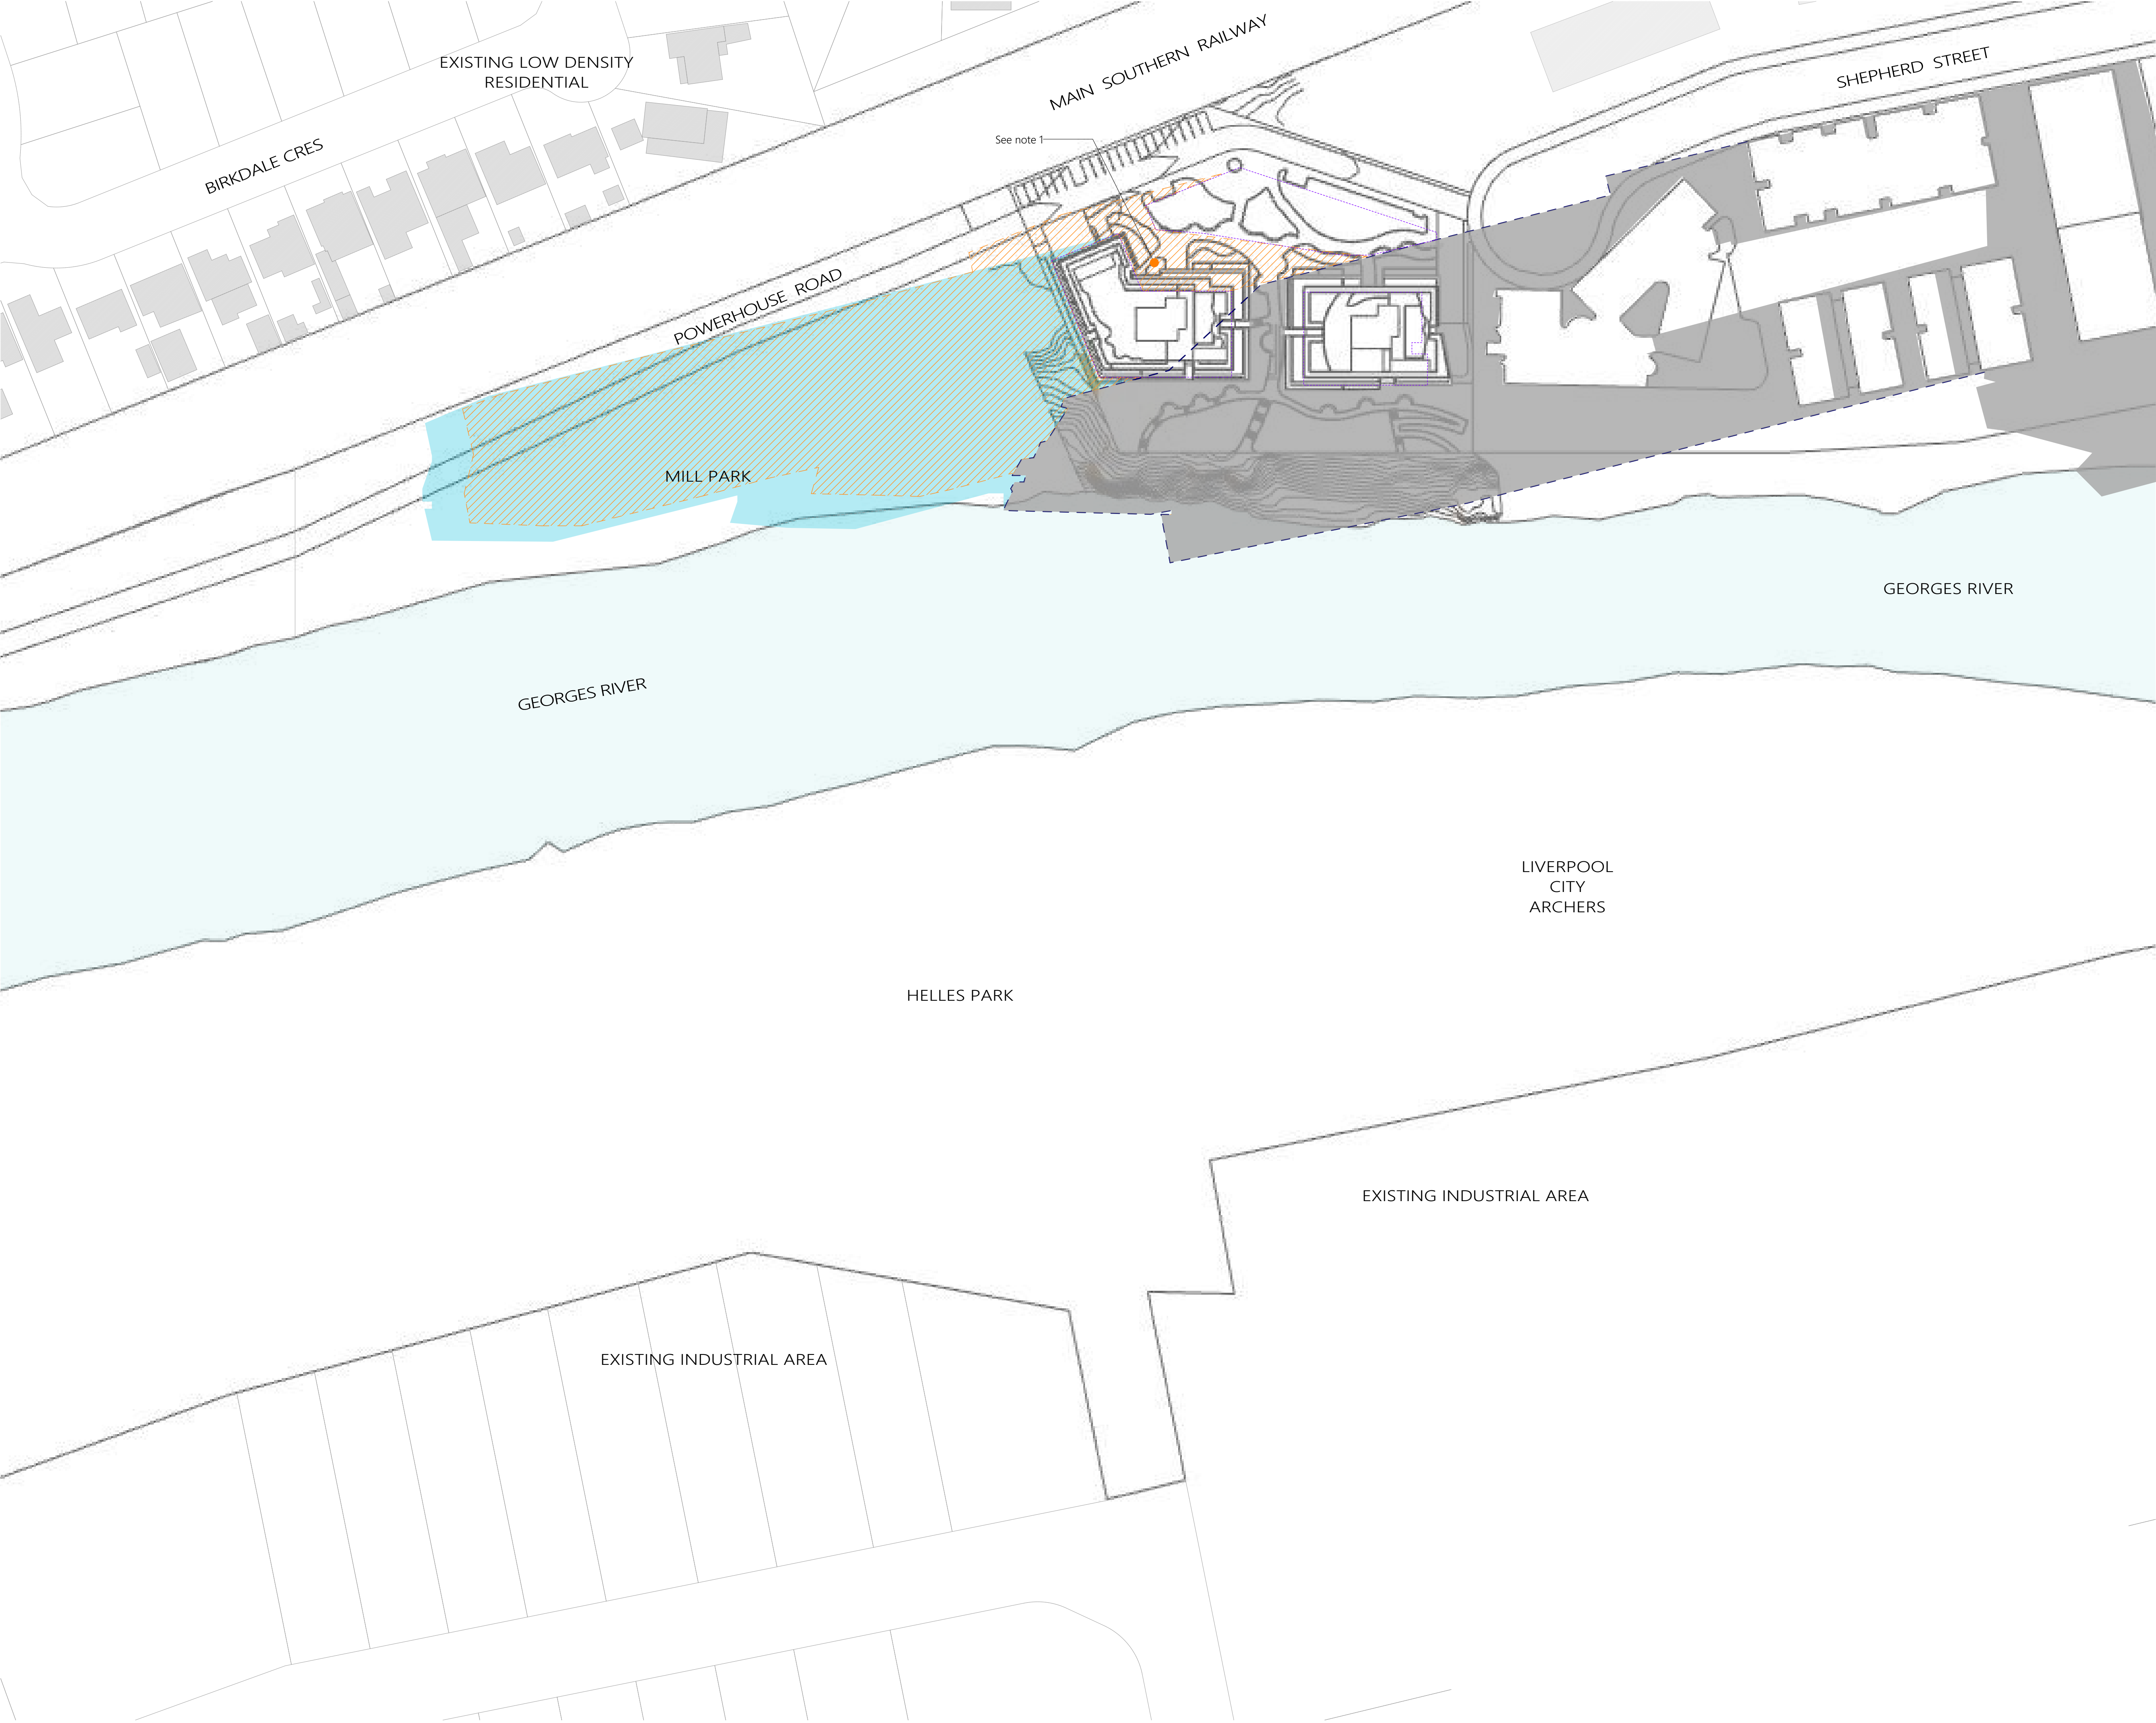 EXISTING LOW DENSITY
RESIDENTIAL
MAIN SOUTHERN RAILWAY
SHEPHERD STREET
See note 1
BIRKDALE CRES
POWERHOUSE ROAD
MILL PARK
GEORGES RIVER
GEORGES RIVER
LIVERPOOL
CITY
ARCHERS
HELLES PARK
EXISTING INDUSTRIAL AREA
EXISTING INDUSTRIAL AREA